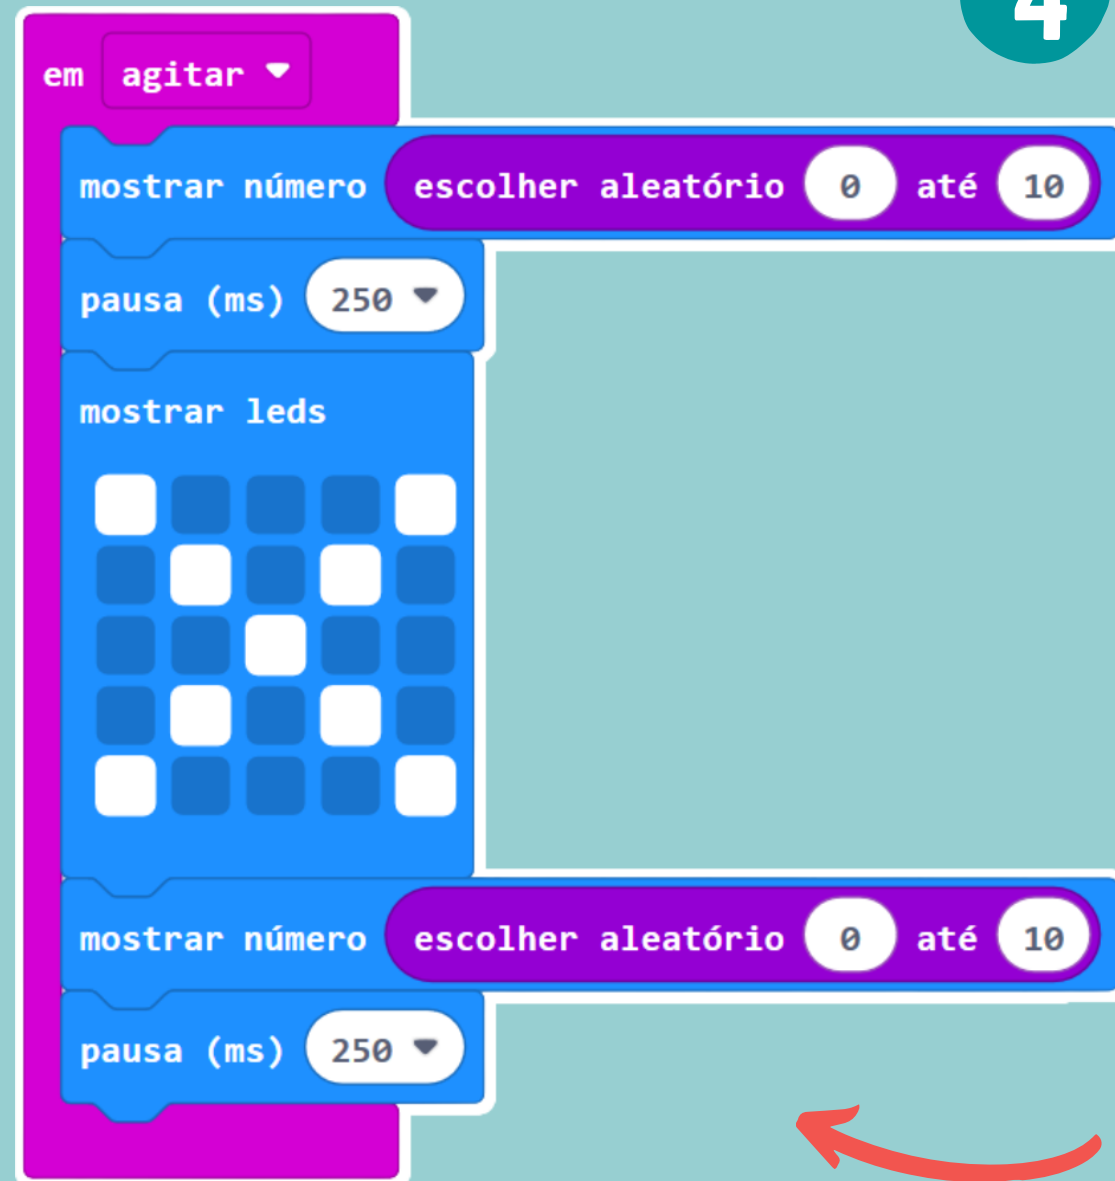 4
em agitar
mostrar número escolher aleatório 0 até 10
pausa (ms) 250
mostrar leds
mostrar número escolher aleatório 0 até 10
pausa (ms) 250